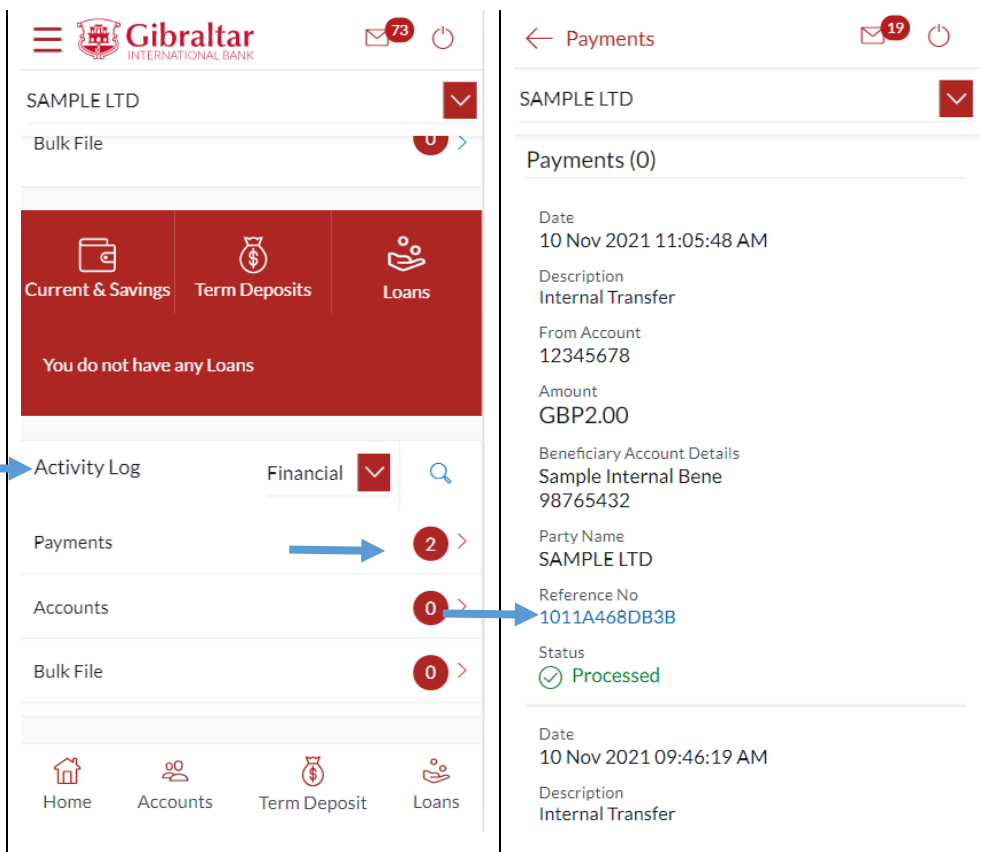 Gibraltar
INTERNATIONAL BANK
73
SAMPLE LTD
Bulk File
0
Current & Savings
Term Deposits
Loans
You do not have any Loans
Activity Log
Financial
Payments
2
Accounts
0
Bulk File
0
Home
Accounts
Term Deposit
Loans
Payments
19
SAMPLE LTD
Payments (0)
Date
10 Nov 2021 11:05:48 AM
Description
Internal Transfer
From Account
12345678
Amount
GBP2.00
Beneficiary Account Details
Sample Internal Bene
98765432
Party Name
SAMPLE LTD
Reference No
1011A468DB3B
Status
Processed
Date
10 Nov 2021 09:46:19 AM
Description
Internal Transfer